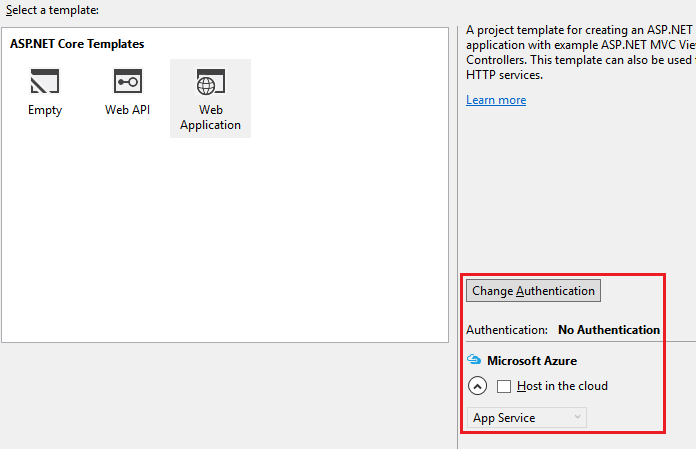 Select a template:
ASP.NET Core Templates
Empty
Web API
Web
Application
A project template for creating an ASP.NET
application with example ASP.NET MVC Vie
Controllers. This template can also be used
HTTP services.
Learn more
Change Authentication
Authentication: No Authentication
Microsoft Azure
Host in the cloud
App Service